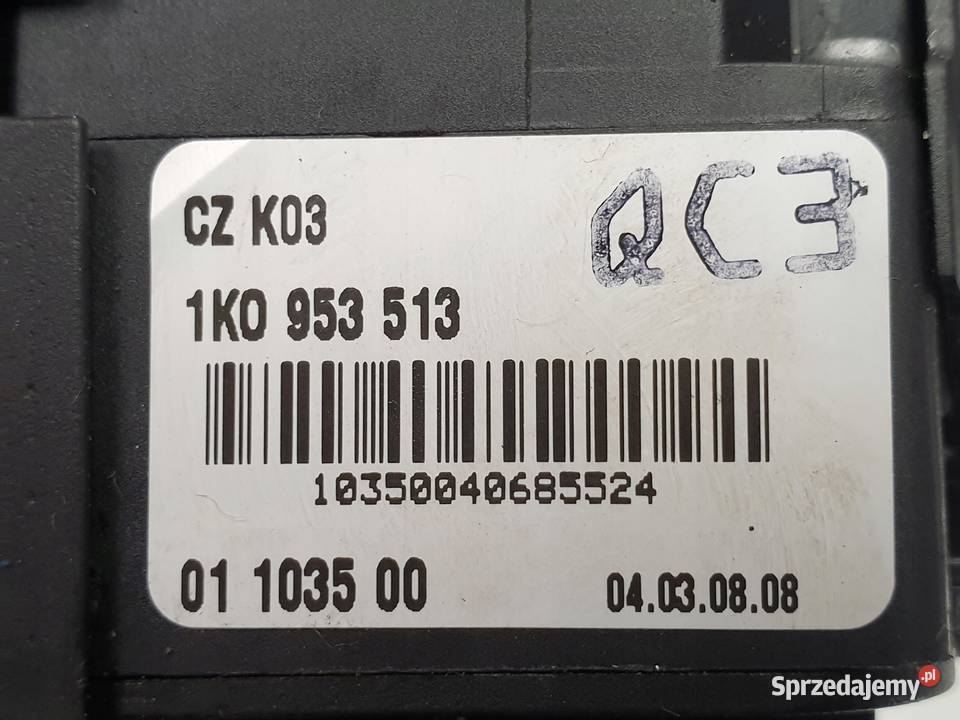 QC3
CZ K03
1K0 953 513
10350040685524
01 1035 00
04.03.08.08
Sprzedajemy.pl